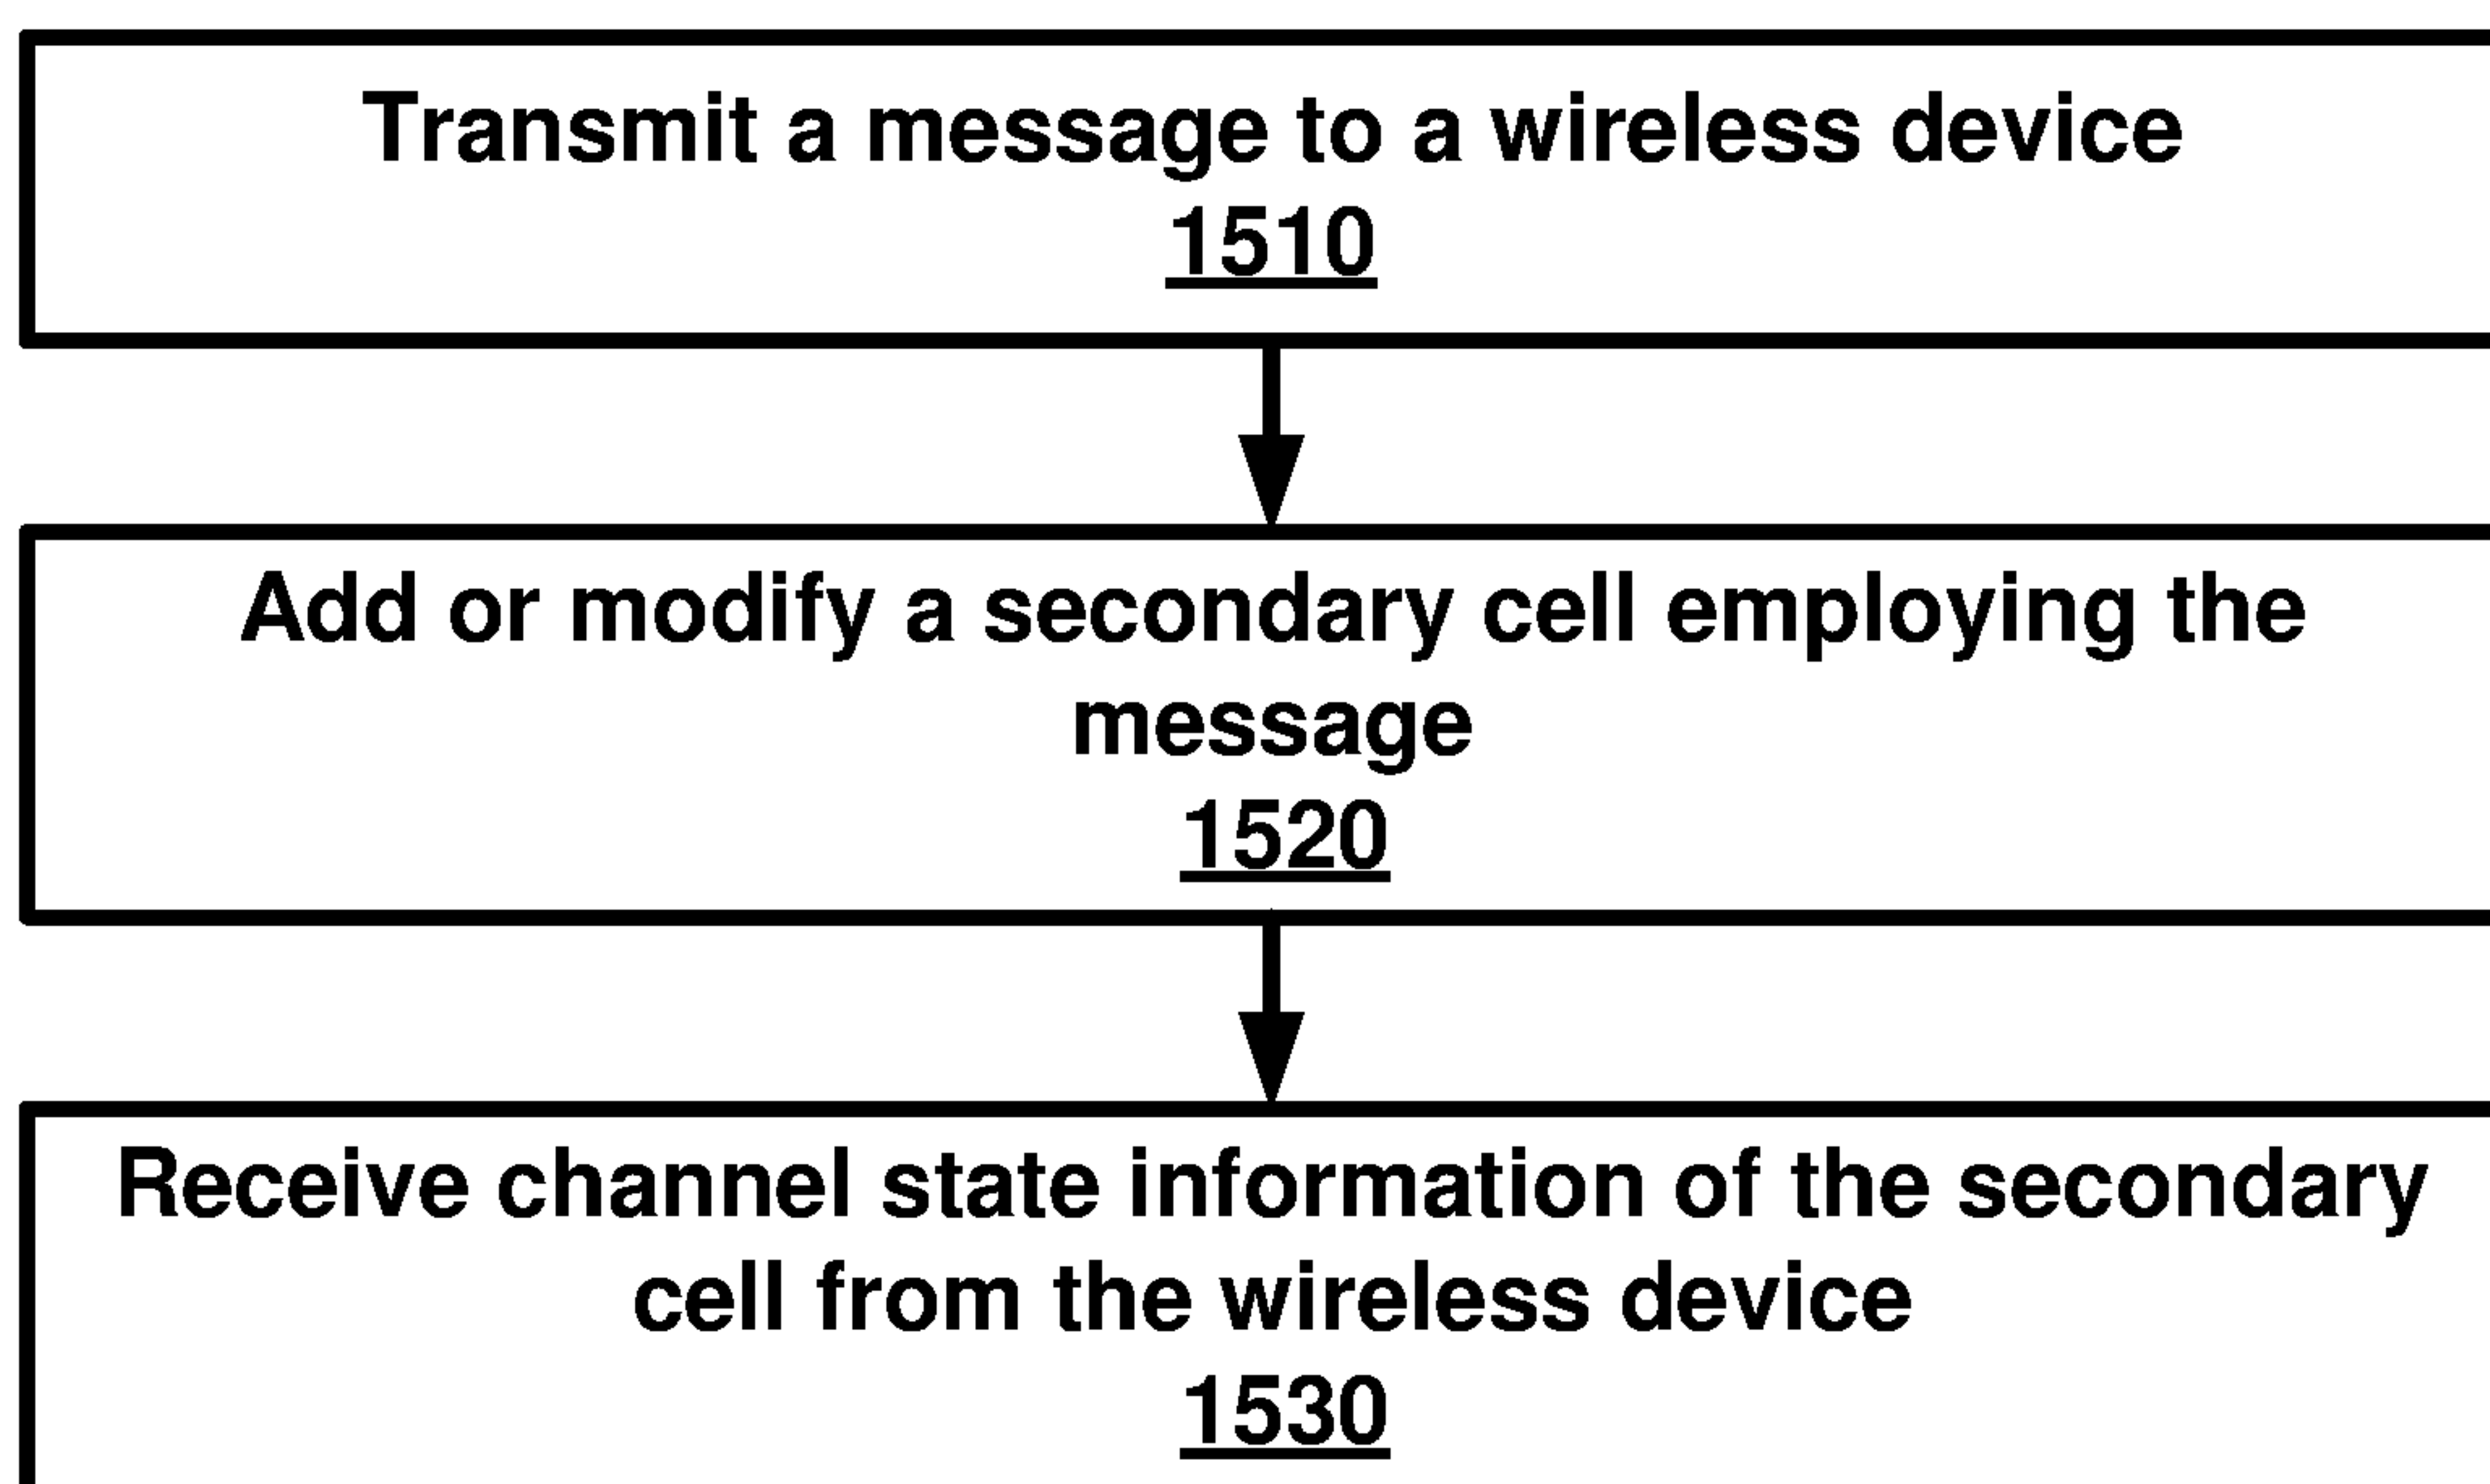 Transmit a message to a wireless device
1510
Add or modify a secondary cell employing the
message
1520
Receive channel state information of the secondary
cell from the wireless device
1530